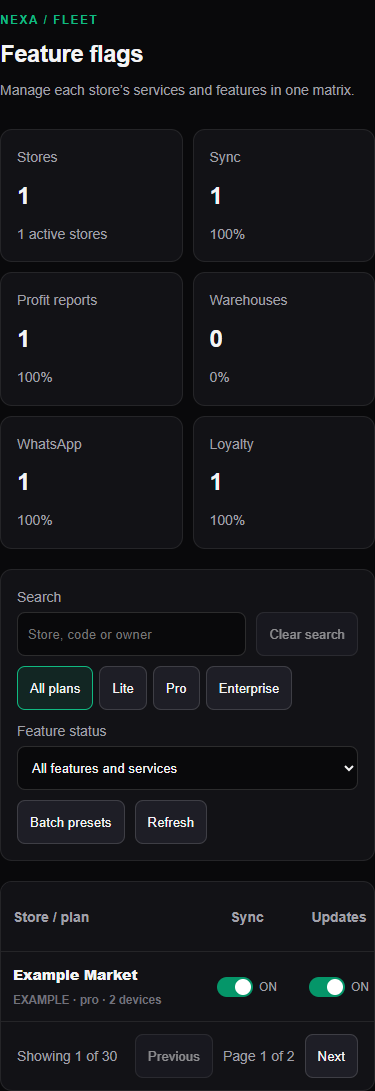 NEXA / FLEET
Feature flags
Manage each store's services and features in one matrix.
Stores
Sync
1
1
1 active stores
100%
Profit reports
Warehouses
1
0
100%
0%
WhatsApp
Loyalty
1
1
100%
100%
Search
Store, code or owner
Clear search
All plans
Lite
Pro
Enterprise
Feature status
All features and services
Batch presets
Refresh
Store / plan
Sync
Updates
Example Market
EXAMPLE · pro · 2 devices
ON
ON
Showing 1 of 30
Previous
Page 1 of 2
Next